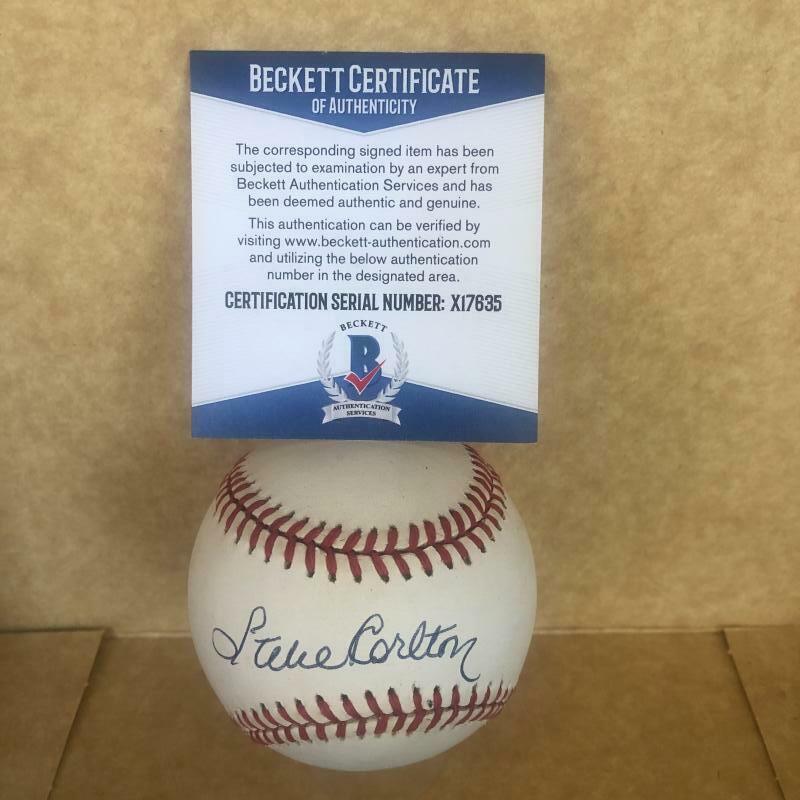 BECKETT CERTIFICATE
OF AUTHENTICITY
The corresponding signed item has been
subjected to examination by an expert from
Beckett Authentication Services and has
been deemed authentic and genuine.
This authentication can be verified by
visiting www.beckett-authentication.com
and utilizing the below authentication
number in the designated area.
CERTIFICATION SERIAL NUMBER: X17635
BECKETT
B
AUTHENTICATION
SERVICES
Steve Carlton